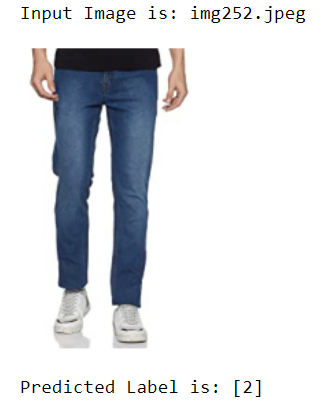 Input Image is: img252.jpeg
Predicted Label is: [2]